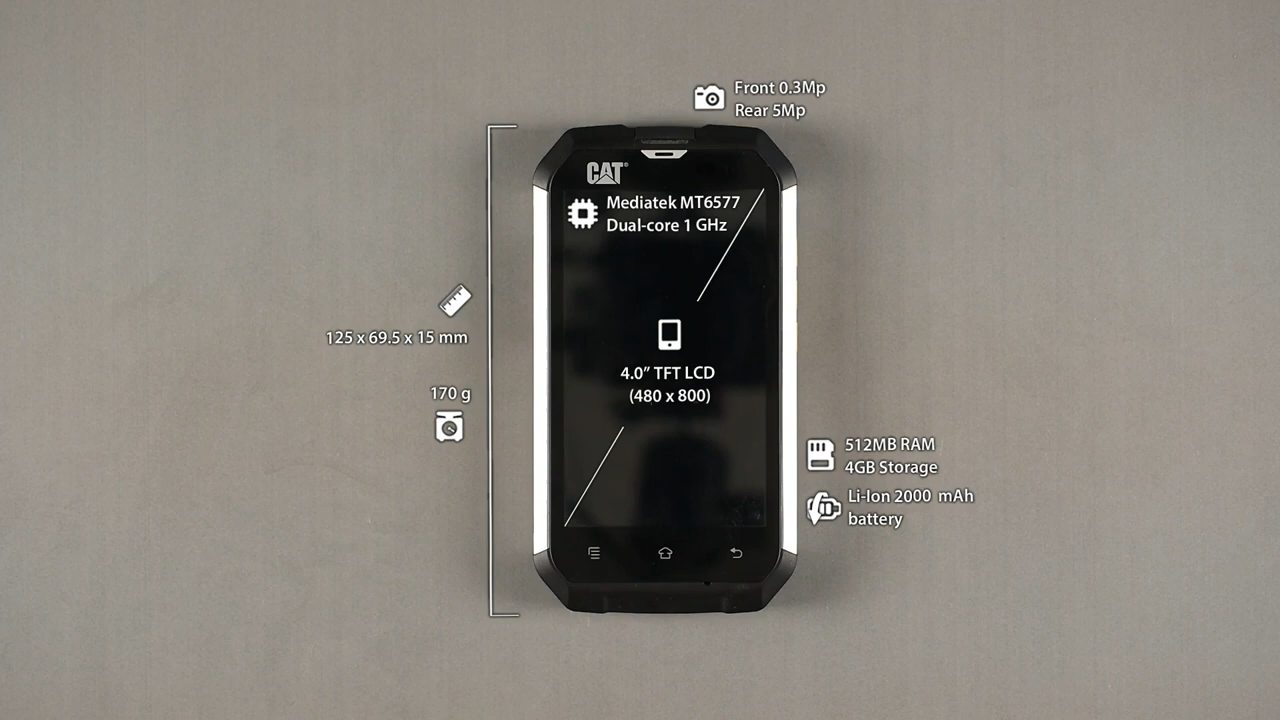 Front 0.3Mp
Rear 5Mp
CAT®
Mediatek MT6577
Dual-core 1 GHz
125 x 69.5 x 15 mm
4.0” TFT LCD
(480 x 800)
170 g
512MB RAM
4GB Storage
Li-Ion 2000 mAh
battery